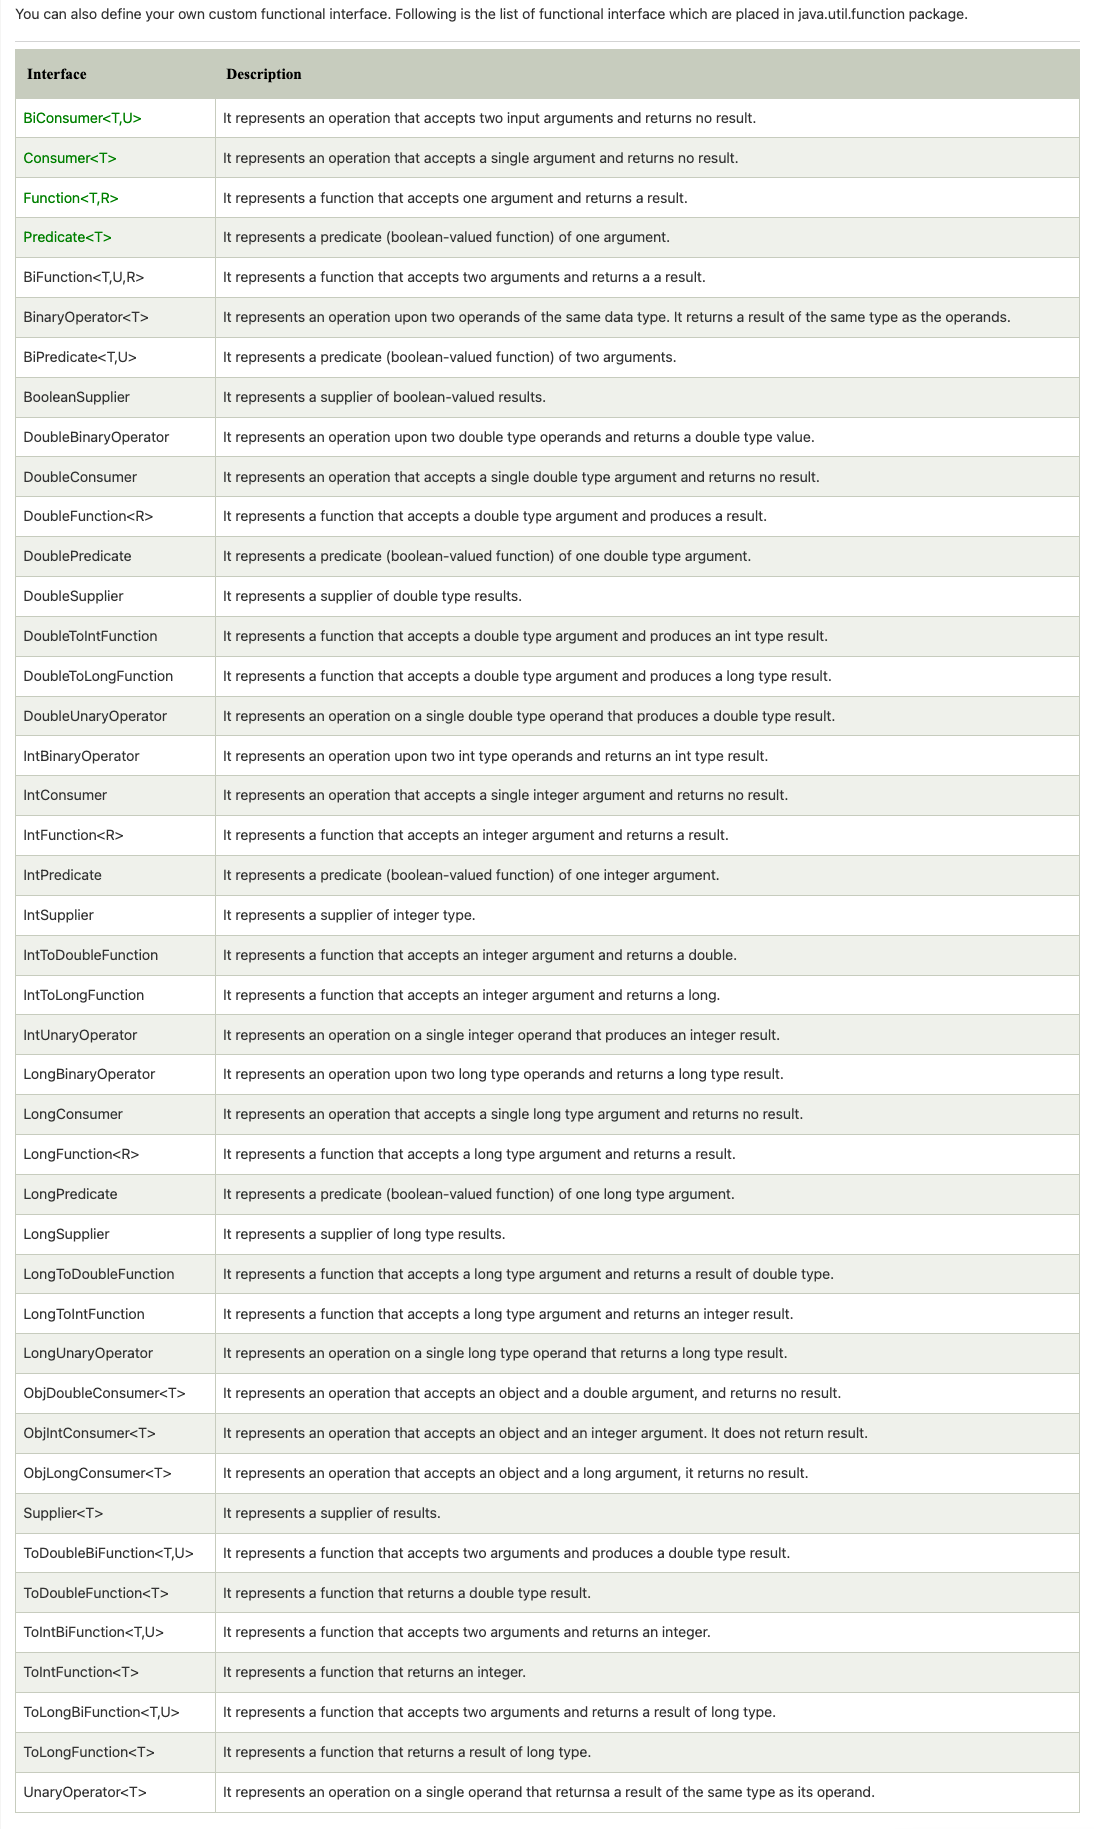 You can also define your own custom functional interface. Following is the list of functional interface which are placed in java.util.function package.
Interface Description
BiConsumer<T,U> It represents an operation that accepts two input arguments and returns no result.
Consumer<T> It represents an operation that accepts a single argument and returns no result.
Function<T,R> It represents a function that accepts one argument and returns a result.
Predicate<T> It represents a predicate (boolean-valued function) of one argument.
BiFunction<T,U,R> It represents a function that accepts two arguments and returns a a result.
BinaryOperator<T> It represents an operation upon two operands of the same data type. It returns a result of the same type as the operands.
BiPredicate<T,U> It represents a predicate (boolean-valued function) of two arguments.
BooleanSupplier It represents a supplier of boolean-valued results.
DoubleBinaryOperator It represents an operation upon two double type operands and returns a double type value.
DoubleConsumer It represents an operation that accepts a single double type argument and returns no result.
DoubleFunction<R> It represents a function that accepts a double type argument and produces a result.
DoublePredicate It represents a predicate (boolean-valued function) of one double type argument.
DoubleSupplier It represents a supplier of double type results.
DoubleToIntFunction It represents a function that accepts a double type argument and produces an int type result.
DoubleToLongFunction It represents a function that accepts a double type argument and produces a long type result.
DoubleUnaryOperator It represents an operation on a single double type operand that produces a double type result.
IntBinaryOperator It represents an operation upon two int type operands and returns an int type result.
IntConsumer It represents an operation that accepts a single integer argument and returns no result.
IntFunction<R> It represents a function that accepts an integer argument and returns a result.
IntPredicate It represents a predicate (boolean-valued function) of one integer argument.
IntSupplier It represents a supplier of integer type.
IntToDoubleFunction It represents a function that accepts an integer argument and returns a double.
IntToLongFunction It represents a function that accepts an integer argument and returns a long.
IntUnaryOperator It represents an operation on a single integer operand that produces an integer result.
LongBinaryOperator It represents an operation upon two long type operands and returns a long type result.
LongConsumer It represents an operation that accepts a single long type argument and returns no result.
LongFunction<R> It represents a function that accepts a long type argument and returns a result.
LongPredicate It represents a predicate (boolean-valued function) of one long type argument.
LongSupplier It represents a supplier of long type results.
LongToDoubleFunction It represents a function that accepts a long type argument and returns a result of double type.
LongToIntFunction It represents a function that accepts a long type argument and returns an integer result.
LongUnaryOperator It represents an operation on a single long type operand that returns a long type result.
ObjDoubleConsumer<T> It represents an operation that accepts an object and a double argument, and returns no result.
ObjIntConsumer<T> It represents an operation that accepts an object and an integer argument. It does not return result.
ObjLongConsumer<T> It represents an operation that accepts an object and a long argument, it returns no result.
Supplier<T> It represents a supplier of results.
ToDoubleBiFunction<T,U> It represents a function that accepts two arguments and produces a double type result.
ToDoubleFunction<T> It represents a function that returns a double type result.
ToIntBiFunction<T,U> It represents a function that accepts two arguments and returns an integer.
ToIntFunction<T> It represents a function that returns an integer.
ToLongBiFunction<T,U> It represents a function that accepts two arguments and returns a result of long type.
ToLongFunction<T> It represents a function that returns a result of long type.
UnaryOperator<T> It represents an operation on a single operand that returnsa a result of the same type as its operand.